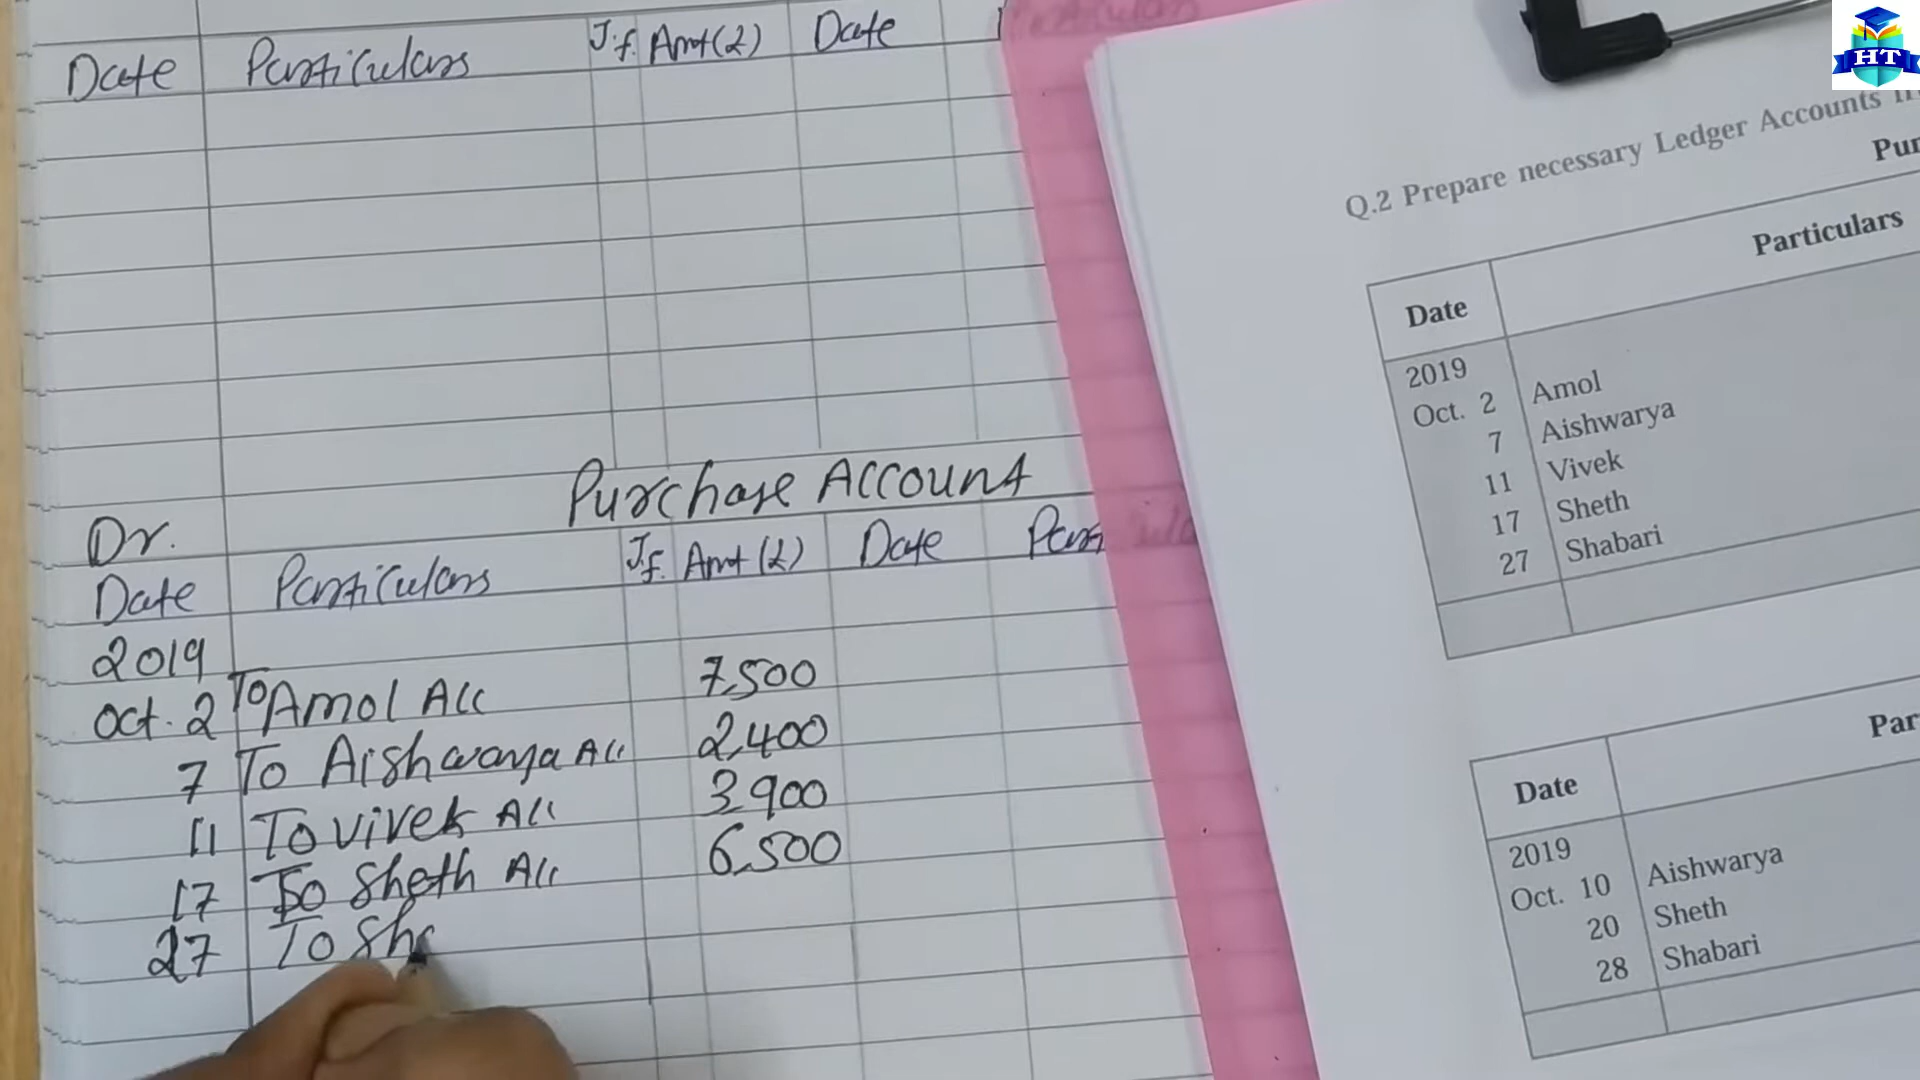 Date Particulars J.f. Amt (₹) Date
Purchase Account
Dr.
Date Particulars J.f. Amt (₹) Date Par
2019
Oct. 2 To Amol A/c 7,500
7 To Aishwarya A/c 2,400
11 To Vivek A/c 3,900
17 To Sheth A/c 6,500
27 To Sha
HT
Q.2 Prepare necessary Ledger Accounts
Pur
Date Particulars
2019
Oct. 2 Amol
7 Aishwarya
11 Vivek
17 Sheth
27 Shabari
Date Par
2019
Oct. 10 Aishwarya
20 Sheth
28 Shabari